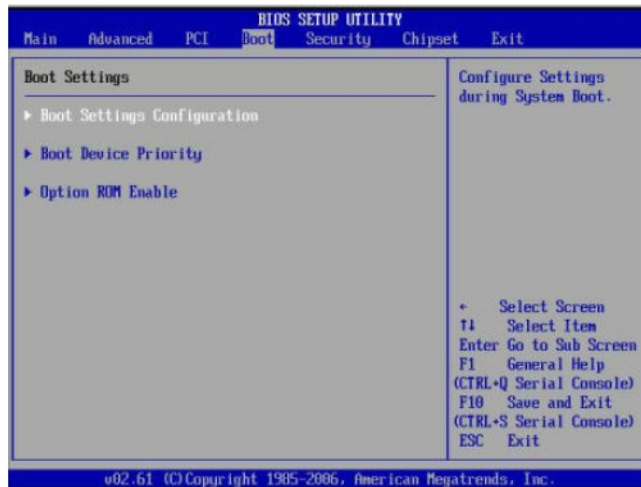 BIOS SETUP UTILITY
Main Advanced PCI Boot Security Chipset Exit
Boot Settings
Configure Settings
during System Boot.
▶ Boot Settings Configuration
▶ Boot Device Priority
▶ Option ROM Enable
← Select Screen
↑↓ Select Item
Enter Go to Sub Screen
F1 General Help
(CTRL+Q Serial Console)
F10 Save and Exit
(CTRL+S Serial Console)
ESC Exit
v02.61 (C)Copyright 1985-2006, American Megatrends, Inc.